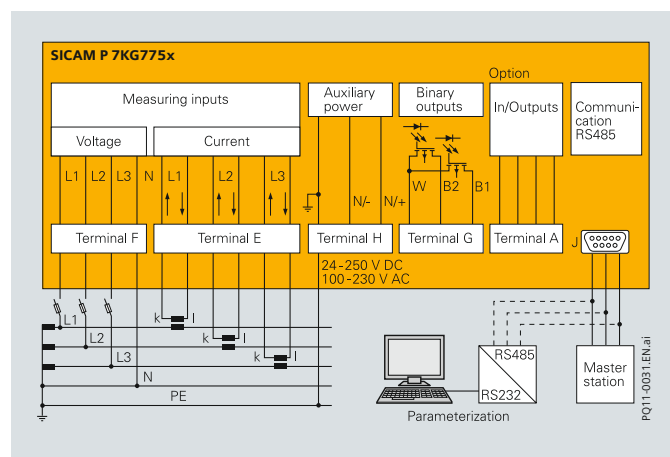 SICAM P 7KG775x
Option
Measuring inputs
Auxiliary
power
Binary
outputs
In/Outputs
Communi-
cation
RS485
Voltage
Current
L1 L2 L3 N L1 L2 L3
N/- N/+
W B2 B1
Terminal F
Terminal E
Terminal H
Terminal G
Terminal A
J
24-250 V DC
100-230 V AC
L1
k l
L2
k l
L3
k l
N
PE
RS485
RS232
Master
station
Parameterization
PQ11-0031.EN.ai